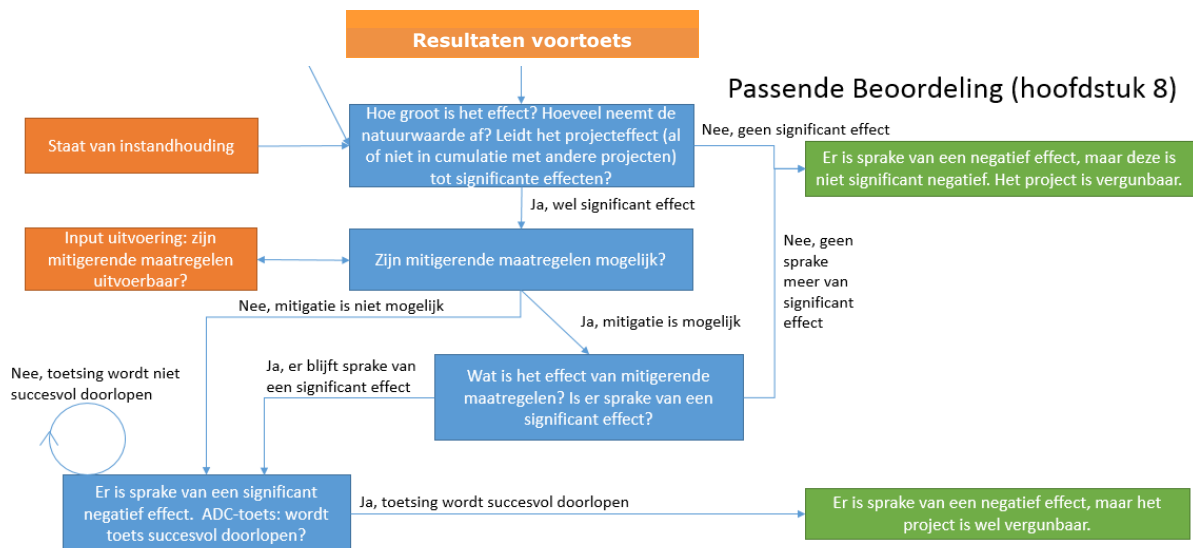 Resultaten voortoets
Passende Beoordeling (hoofdstuk 8)
Hoe groot is het effect? Hoeveel neemt de
natuurwaarde af? Leidt het projecteffect (al
of niet in cumulatie met andere projecten)
tot significante effecten?
Staat van instandhouding
Nee, geen significant effect
Er is sprake van een negatief effect, maar deze is
niet significant negatief. Het project is vergunbaar.
Ja, wel significant effect
Input uitvoering: zijn
mitigerende maatregelen
uitvoerbaar?
Zijn mitigerende maatregelen mogelijk?
Nee, geen
sprake
meer van
significant
effect
Nee, mitigatie is niet mogelijk
Ja, mitigatie is mogelijk
Nee, toetsing wordt niet
succesvol doorlopen
Ja, er blijft sprake van
een significant effect
Wat is het effect van mitigerende
maatregelen? Is er sprake van een
significant effect?
Er is sprake van een significant
negatief effect. ADC-toets: wordt
toets succesvol doorlopen?
Ja, toetsing wordt succesvol doorlopen
Er is sprake van een negatief effect, maar het
project is wel vergunbaar.